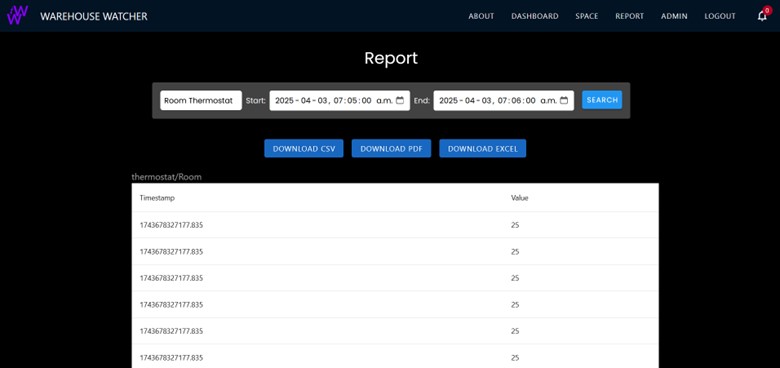 WAREHOUSE WATCHER ABOUT DASHBOARD SPACE REPORT ADMIN LOGOUT 0
Report
Room Thermostat Start: 2025-04-03, 07:05:00 a.m. End: 2025-04-03, 07:06:00 a.m. SEARCH
DOWNLOAD CSV DOWNLOAD PDF DOWNLOAD EXCEL
thermostat/Room
Timestamp Value
1743678327177.835 25
1743678327177.835 25
1743678327177.835 25
1743678327177.835 25
1743678327177.835 25
1743678327177.835 25